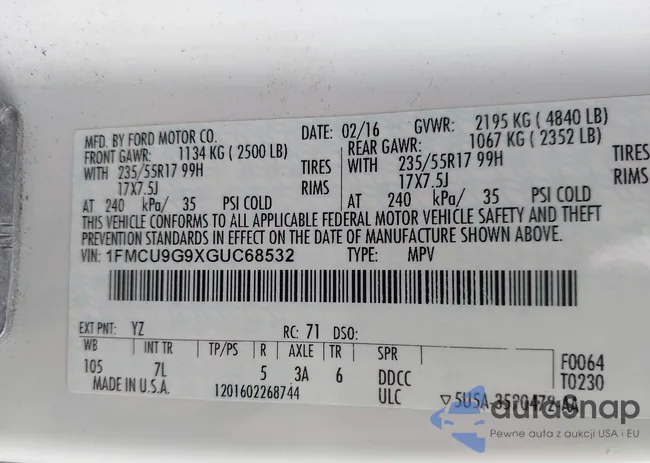 MFD. BY FORD MOTOR CO.
DATE: 02/16 GVWR: 2195 KG ( 4840 LB)
FRONT GAWR: 1134 KG ( 2500 LB) REAR GAWR: 1067 KG ( 2352 LB)
WITH 235/55R17 99H TIRES WITH 235/55R17 99H TIRES
17X7.5J RIMS 17X7.5J RIMS
AT 240 kPa/ 35 PSI COLD AT 240 kPa/ 35 PSI COLD
THIS VEHICLE CONFORMS TO ALL APPLICABLE FEDERAL MOTOR VEHICLE SAFETY AND THEFT
PREVENTION STANDARDS IN EFFECT ON THE DATE OF MANUFACTURE SHOWN ABOVE.
VIN: 1FMCU9G9XGUC68532 TYPE: MPV
EXT PNT: YZ RC: 71 DSO:
WB INT TR TP/PS R AXLE TR SPR F0064
105 7L 5 3A 6 DDCC T0230
MADE IN U.S.A. 1201602268744 ULC
autasnap
Pewne auta z aukcji USA i EU